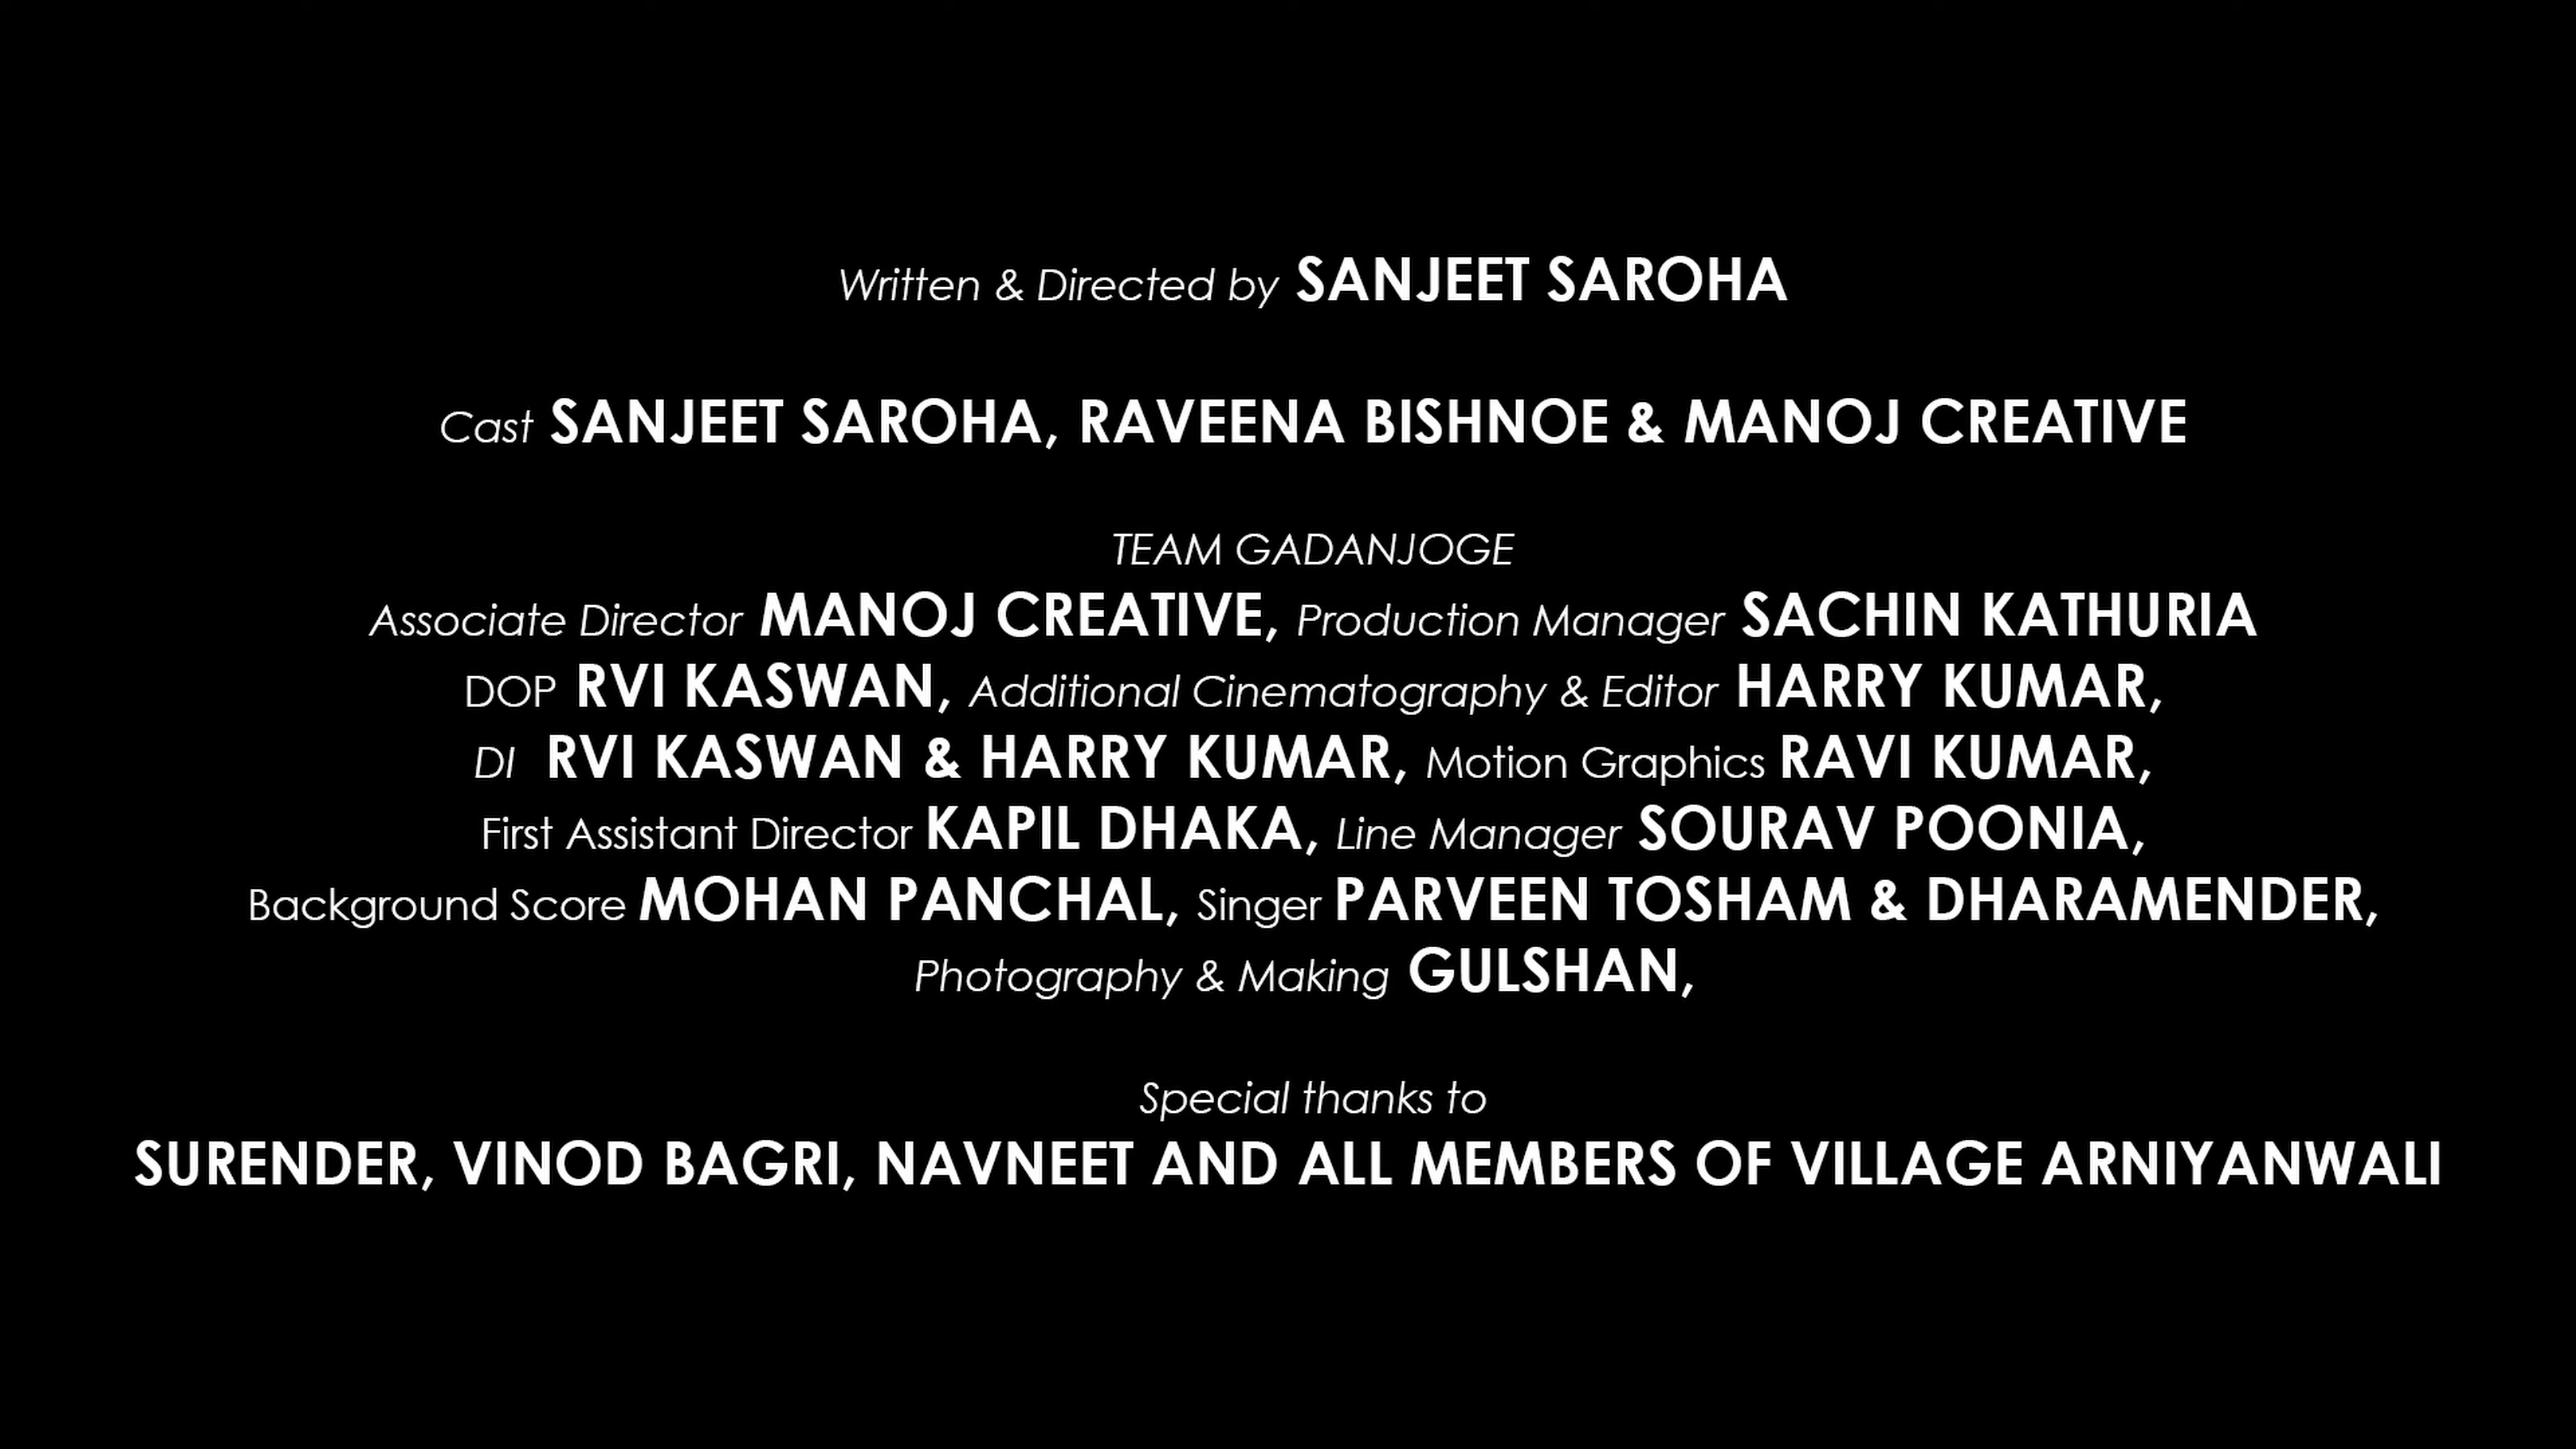 Written & Directed by SANJEET SAROHA
Cast SANJEET SAROHA, RAVEENA BISHNOE & MANOJ CREATIVE
TEAM GADANJOGE
Associate Director MANOJ CREATIVE, Production Manager SACHIN KATHURIA
DOP RVI KASWAN, Additional Cinematography & Editor HARRY KUMAR,
DI RVI KASWAN & HARRY KUMAR, Motion Graphics RAVI KUMAR,
First Assistant Director KAPIL DHAKA, Line Manager SOURAV POONIA,
Background Score MOHAN PANCHAL, Singer PARVEEN TOSHAM & DHARAMENDER,
Photography & Making GULSHAN,
Special thanks to
SURENDER, VINOD BAGRI, NAVNEET AND ALL MEMBERS OF VILLAGE ARNIYANWALI